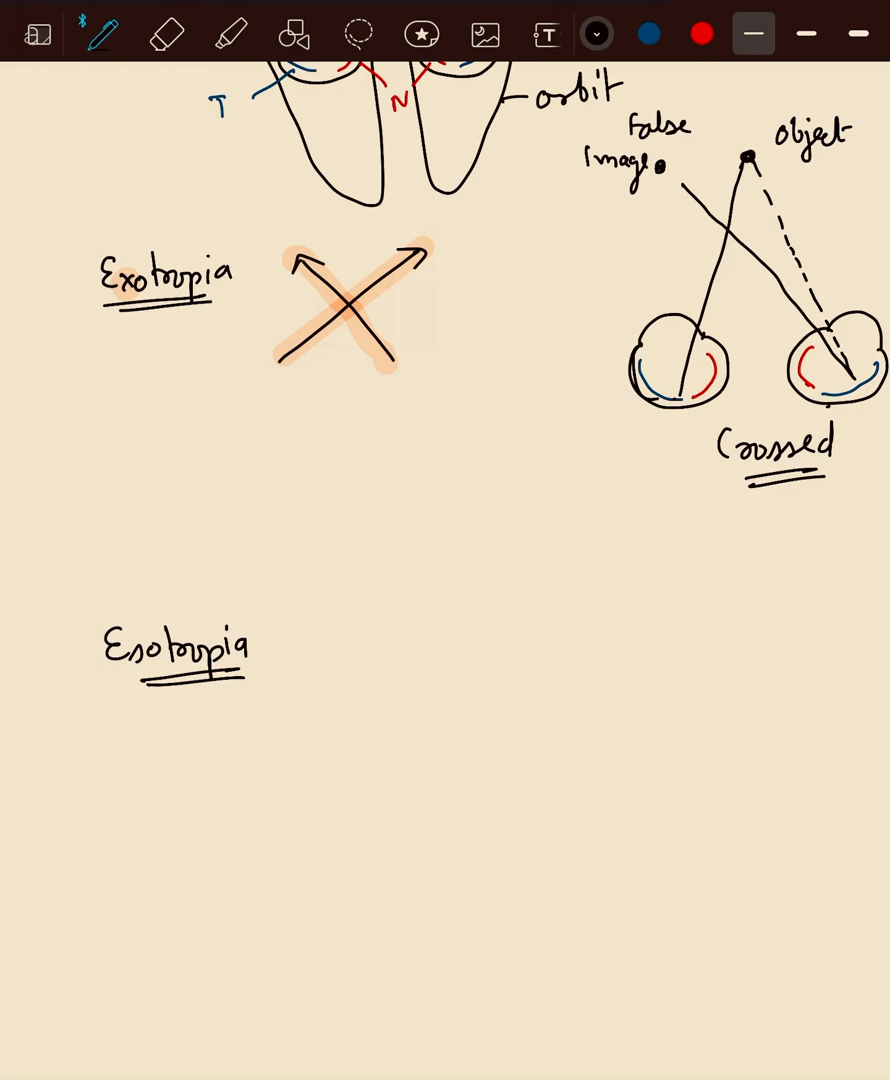 T
N
orbit
False
Image
Object
Exotropia
Crossed
Esotropia